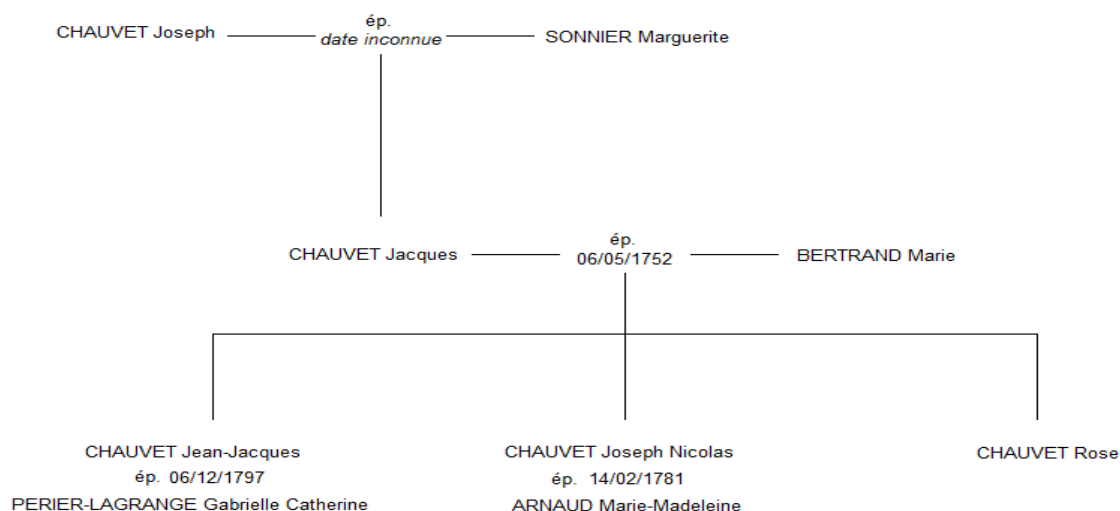 CHAUVET Joseph
ép.
date inconnue
SONNIER Marguerite
CHAUVET Jacques
ép.
06/05/1752
BERTRAND Marie
CHAUVET Jean-Jacques
ép. 06/12/1797
PERIER-LAGRANGE Gabrielle Catherine
CHAUVET Joseph Nicolas
ép. 14/02/1781
ARNAUD Marie-Madeleine
CHAUVET Rose